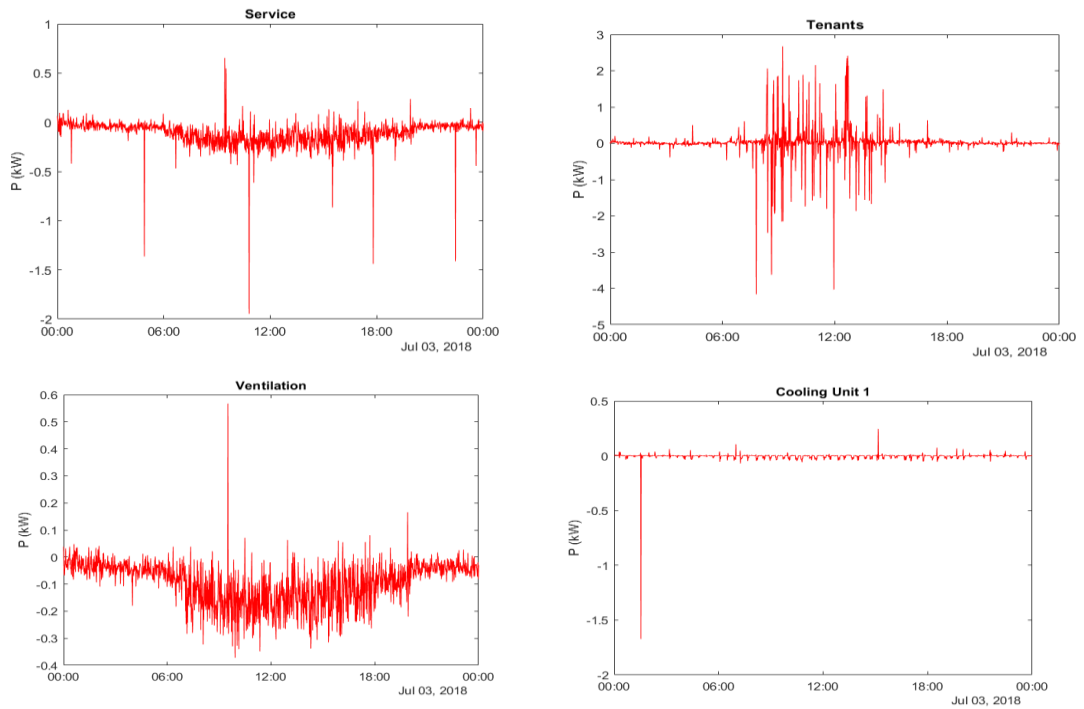 Service
P (kW)
1
0.5
0
-0.5
-1
-1.5
-2
00:00 06:00 12:00 18:00 00:00
Jul 03, 2018
Tenants
P (kW)
3
2
1
0
-1
-2
-3
-4
-5
00:00 06:00 12:00 18:00 00:00
Jul 03, 2018
Ventilation
P (kW)
0.6
0.5
0.4
0.3
0.2
0.1
0
-0.1
-0.2
-0.3
-0.4
00:00 06:00 12:00 18:00 00:00
Jul 03, 2018
Cooling Unit 1
P (kW)
0.5
0
-0.5
-1
-1.5
-2
00:00 06:00 12:00 18:00 00:00
Jul 03, 2018